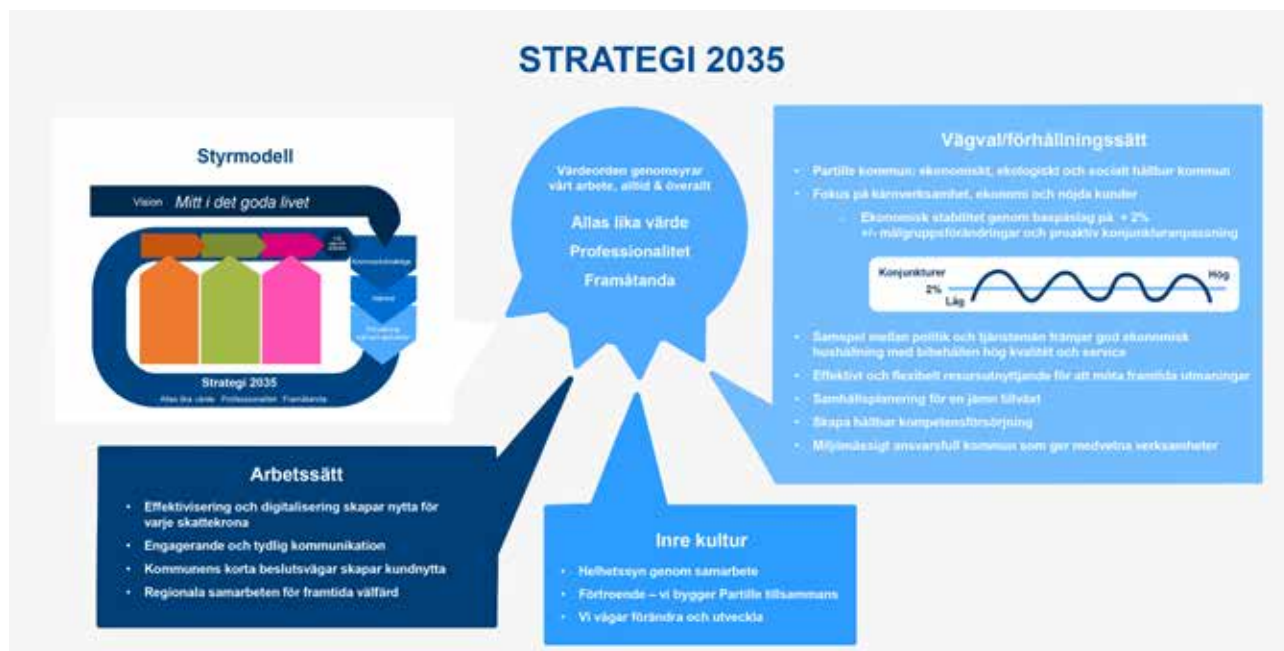 STRATEGI 2035
Styrmodell
Vision Mitt i det goda livet
Strategi 2035
Allas lika värde Professionalitet Framåtanda
Värdeorden genomsyrar
vårt arbete, alltid & överallt
Allas lika värde
Professionalitet
Framåtanda
Vägval/förhållningssätt
• Partille kommun: ekonomiskt, ekologiskt och socialt hållbar kommun
• Fokus på kärnverksamhet, ekonomi och nöjda kunder
- Ekonomisk stabilitet genom baspåslag på + 2%
+/- målgruppsförändringar och proaktiv konjunkturanpassning
Konjunkturer
Hög
2%
Låg
• Samspel mellan politik och tjänstemän främjar god ekonomisk
hushållning med bibehållen hög kvalitét och service
• Effektivt och flexibelt resursutnyttjande för att möta framtida utmaningar
• Samhällsplanering för en jämn tillväxt
• Skapa hållbar kompetensförsörjning
• Miljömässigt ansvarsfull kommun som ger medvetna verksamheter
Arbetssätt
• Effektivisering och digitalisering skapar nytta för
varje skattekrona
• Engagerande och tydlig kommunikation
• Kommunens korta beslutsvägar skapar kundnytta
• Regionala samarbeten för framtida välfärd
Inre kultur
• Helhetssyn genom samarbete
• Förtroende – vi bygger Partille tillsammans
• Vi vågar förändra och utveckla